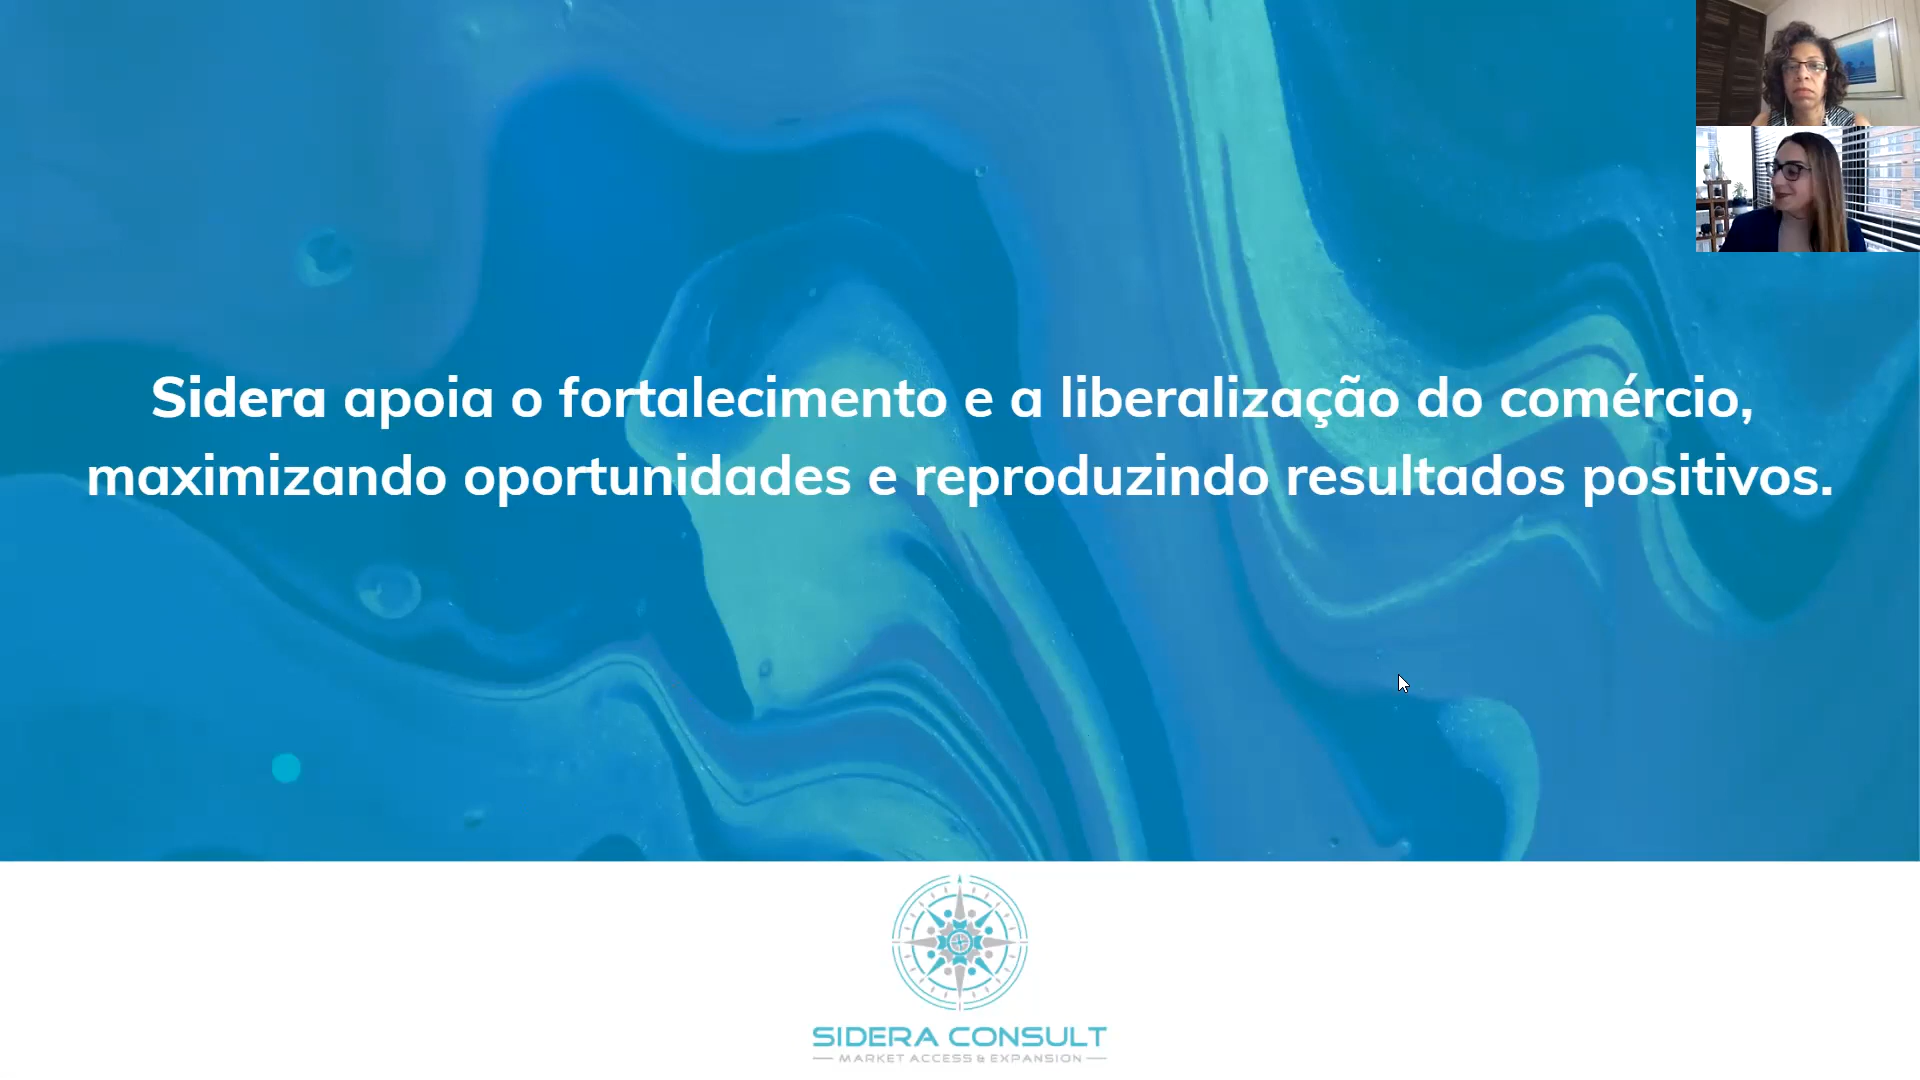 Sidera apoia o fortalecimento e a liberalização do comércio,
maximizando oportunidades e reproduzindo resultados positivos.
SIDERA CONSULT
MARKET ACCESS & EXPANSION